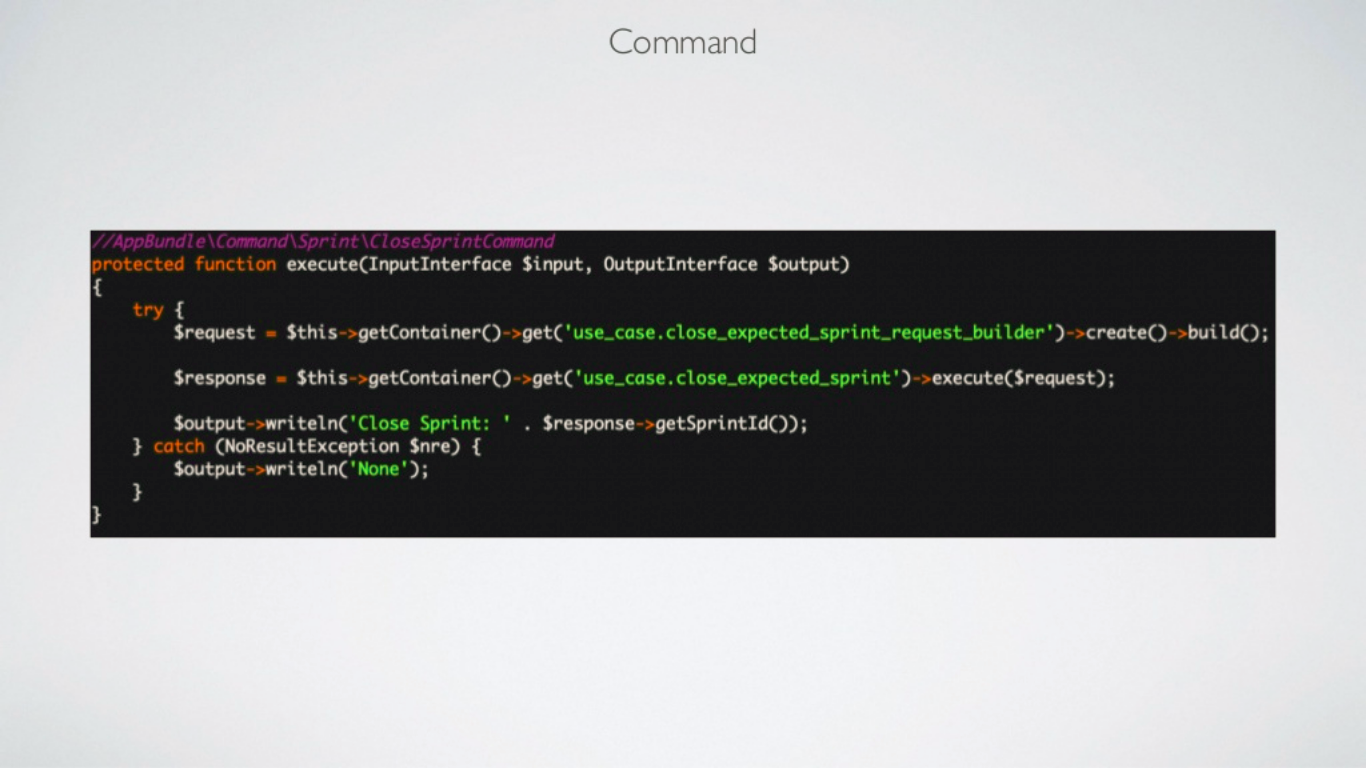 Command
//AppBundle\Command\Sprint\CloseSprintCommand
protected function execute(InputInterface $input, OutputInterface $output)
{
    try {
        $request = $this->getContainer()->get('use_case.close_expected_sprint_request_builder')->create()->build();
        $response = $this->getContainer()->get('use_case.close_expected_sprint')->execute($request);
        $output->writeln('Close Sprint: ' . $response->getSprintId());
    } catch (NoResultException $nre) {
        $output->writeln('None');
    }
}